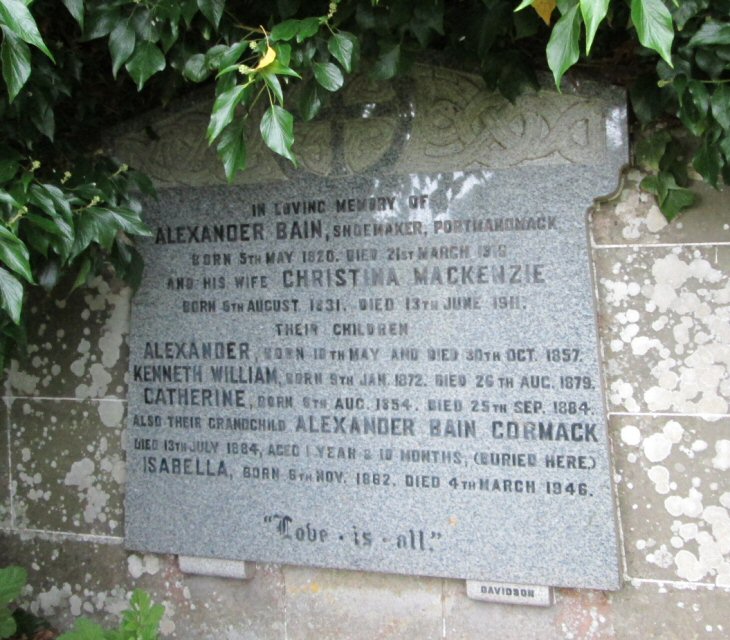 IN LOVING MEMORY OF
ALEXANDER BAIN, SHOEMAKER, PORTMAHOMACK
BORN 5TH MAY 1820. DIED 21ST MARCH
AND HIS WIFE CHRISTINA MACKENZIE
BORN 6TH AUGUST. 1831. DIED 13TH JUNE 1911.
THEIR CHILDREN
ALEXANDER, BORN 10TH MAY AND DIED 30TH OCT. 1857.
KENNETH WILLIAM, BORN 9TH JAN. 1872. DIED 26TH AUG. 1879.
CATHERINE, BORN 6TH AUG. 1854. DIED 25TH SEP. 1884.
ALSO THEIR GRANDCHILD ALEXANDER BAIN CORMACK
DIED 13TH JULY 1884, AGED 1 YEAR & 10 MONTHS, (BURIED HERE.)
ISABELLA, BORN 6TH NOV. 1862. DIED 4TH MARCH 1946.
"Love · is · all."
DAVIDSON